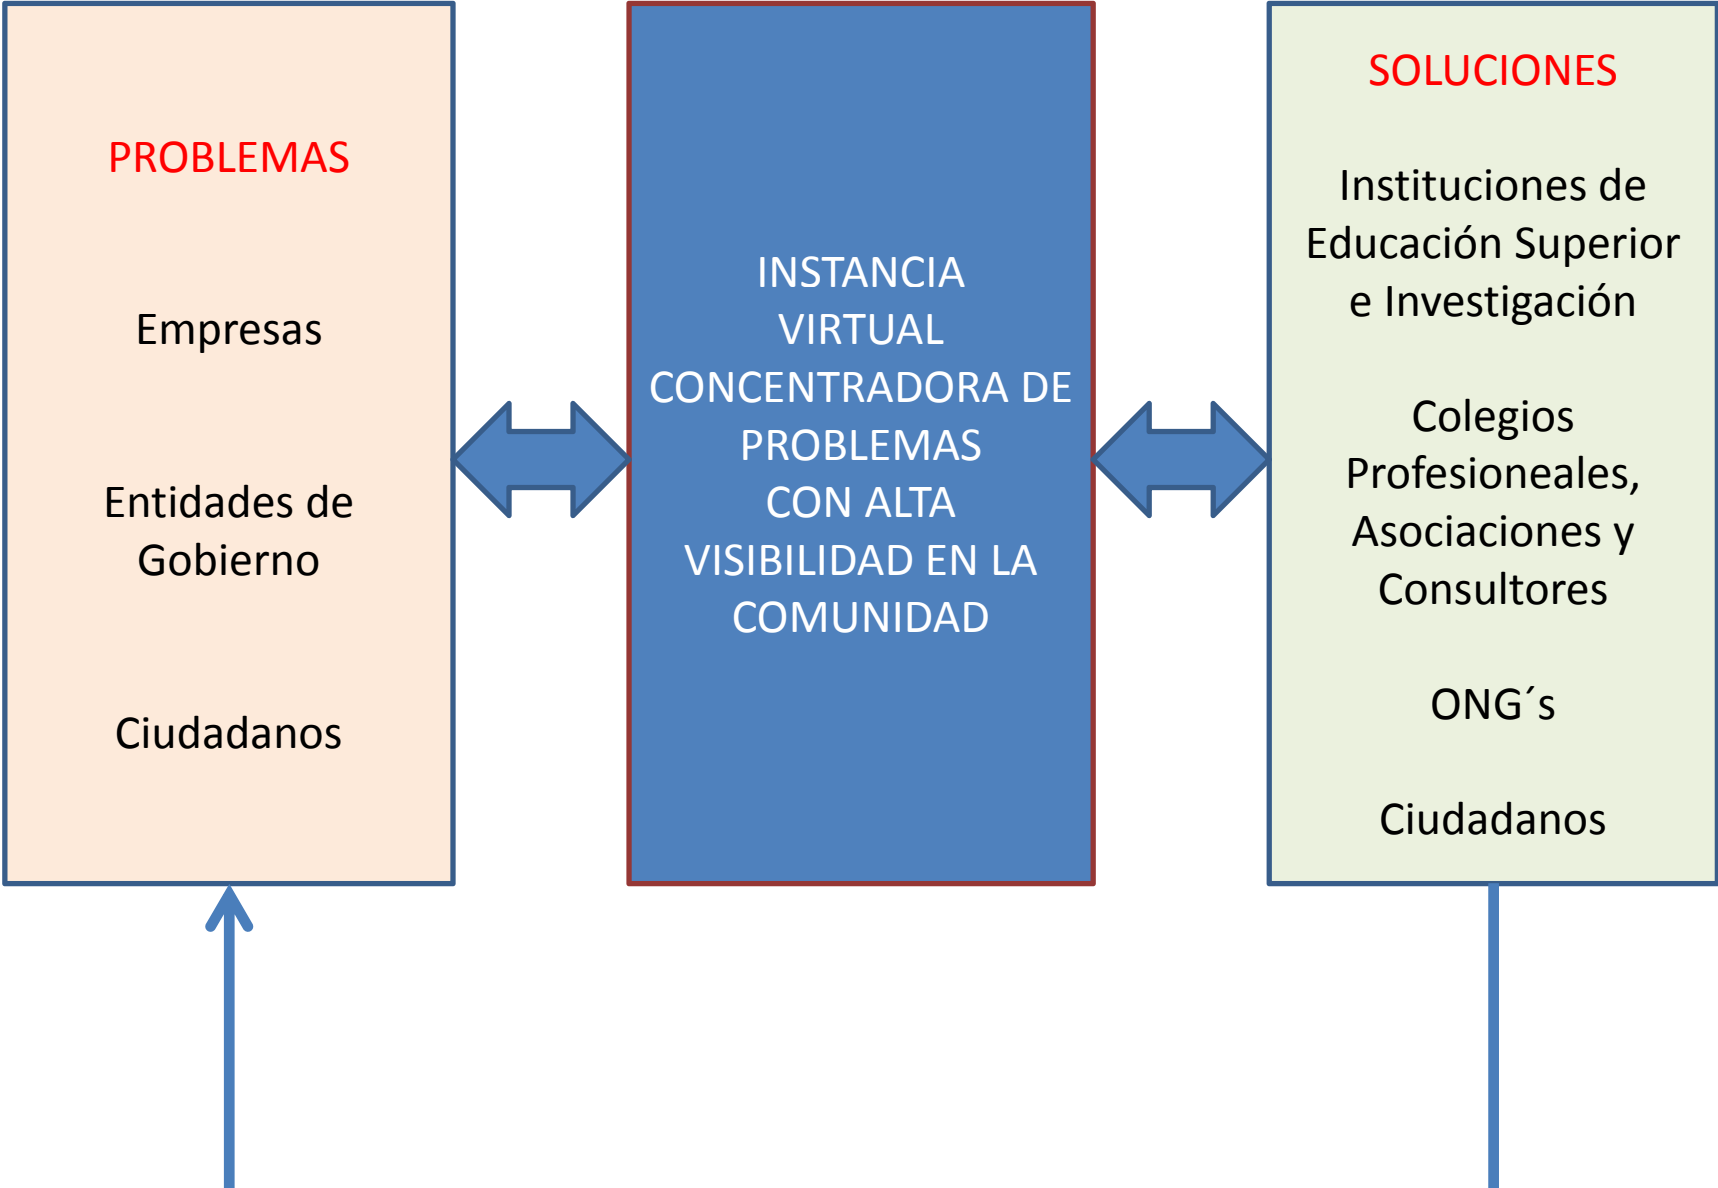 PROBLEMAS
Empresas
Entidades de
Gobierno
Ciudadanos
INSTANCIA
VIRTUAL
CONCENTRADORA DE
PROBLEMAS
CON ALTA
VISIBILIDAD EN LA
COMUNIDAD
SOLUCIONES
Instituciones de
Educación Superior
e Investigación
Colegios
Profesioneales,
Asociaciones y
Consultores
ONG´s
Ciudadanos